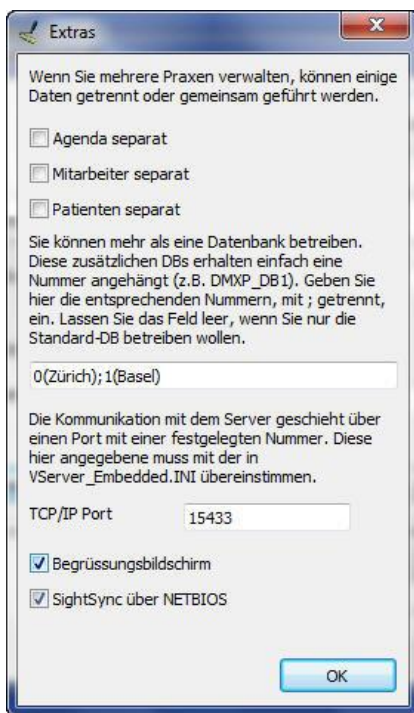 Extras
Wenn Sie mehrere Praxen verwalten, können einige
Daten getrennt oder gemeinsam geführt werden.
Agenda separat
Mitarbeiter separat
Patienten separat
Sie können mehr als eine Datenbank betreiben.
Diese zusätzlichen DBs erhalten einfach eine
Nummer angehängt (z.B. DMXP_DB1). Geben Sie
hier die entsprechenden Nummern, mit ; getrennt,
ein. Lassen Sie das Feld leer, wenn Sie nur die
Standard-DB betreiben wollen.
0(Zürich);1(Basel)
Die Kommunikation mit dem Server geschieht über
einen Port mit einer festgelegten Nummer. Diese
hier angegebene muss mit der in
VServer_Embedded.INI übereinstimmen.
TCP/IP Port 15433
Begrüssungsbildschirm
SightSync über NETBIOS
OK